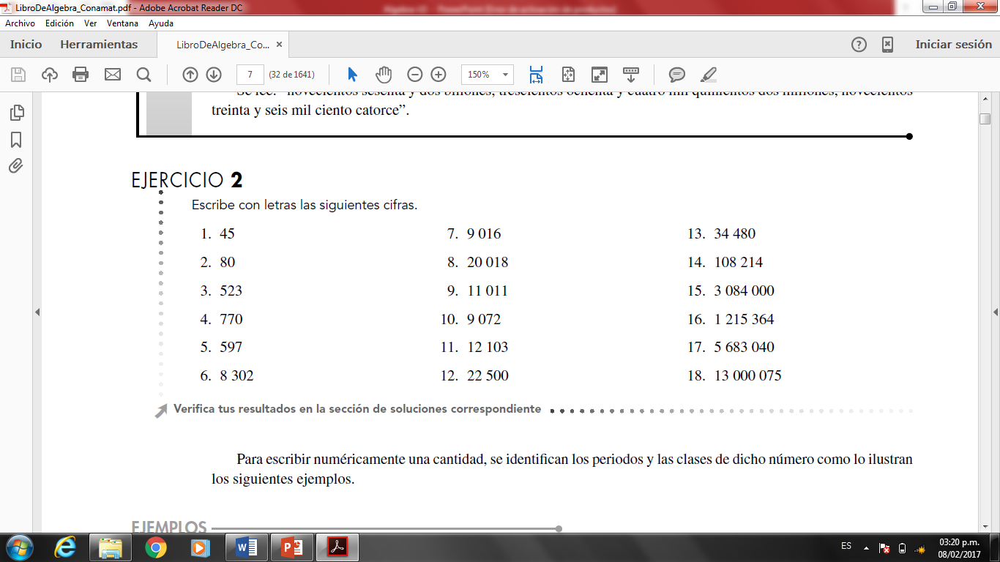 LibroDeAlgebra_Conamat.pdf - Adobe Acrobat Reader DC
Archivo Edición Ver Ventana Ayuda
Inicio Herramientas LibroDeAlgebra_Co... × Iniciar sesión
7 (32 de 1641) 150%
Se lee: “novecientos sesenta y dos billones, trescientos ochenta y cuatro mil quinientos dos millones, novecientos
treinta y seis mil ciento catorce”.
EJERCICIO 2
Escribe con letras las siguientes cifras.
1. 45 7. 9 016 13. 34 480
2. 80 8. 20 018 14. 108 214
3. 523 9. 11 011 15. 3 084 000
4. 770 10. 9 072 16. 1 215 364
5. 597 11. 12 103 17. 5 683 040
6. 8 302 12. 22 500 18. 13 000 075
Verifica tus resultados en la sección de soluciones correspondiente
Para escribir numéricamente una cantidad, se identifican los periodos y las clases de dicho número como lo ilustran
los siguientes ejemplos.
EJEMPLOS
ES 03:20 p.m.
08/02/2017